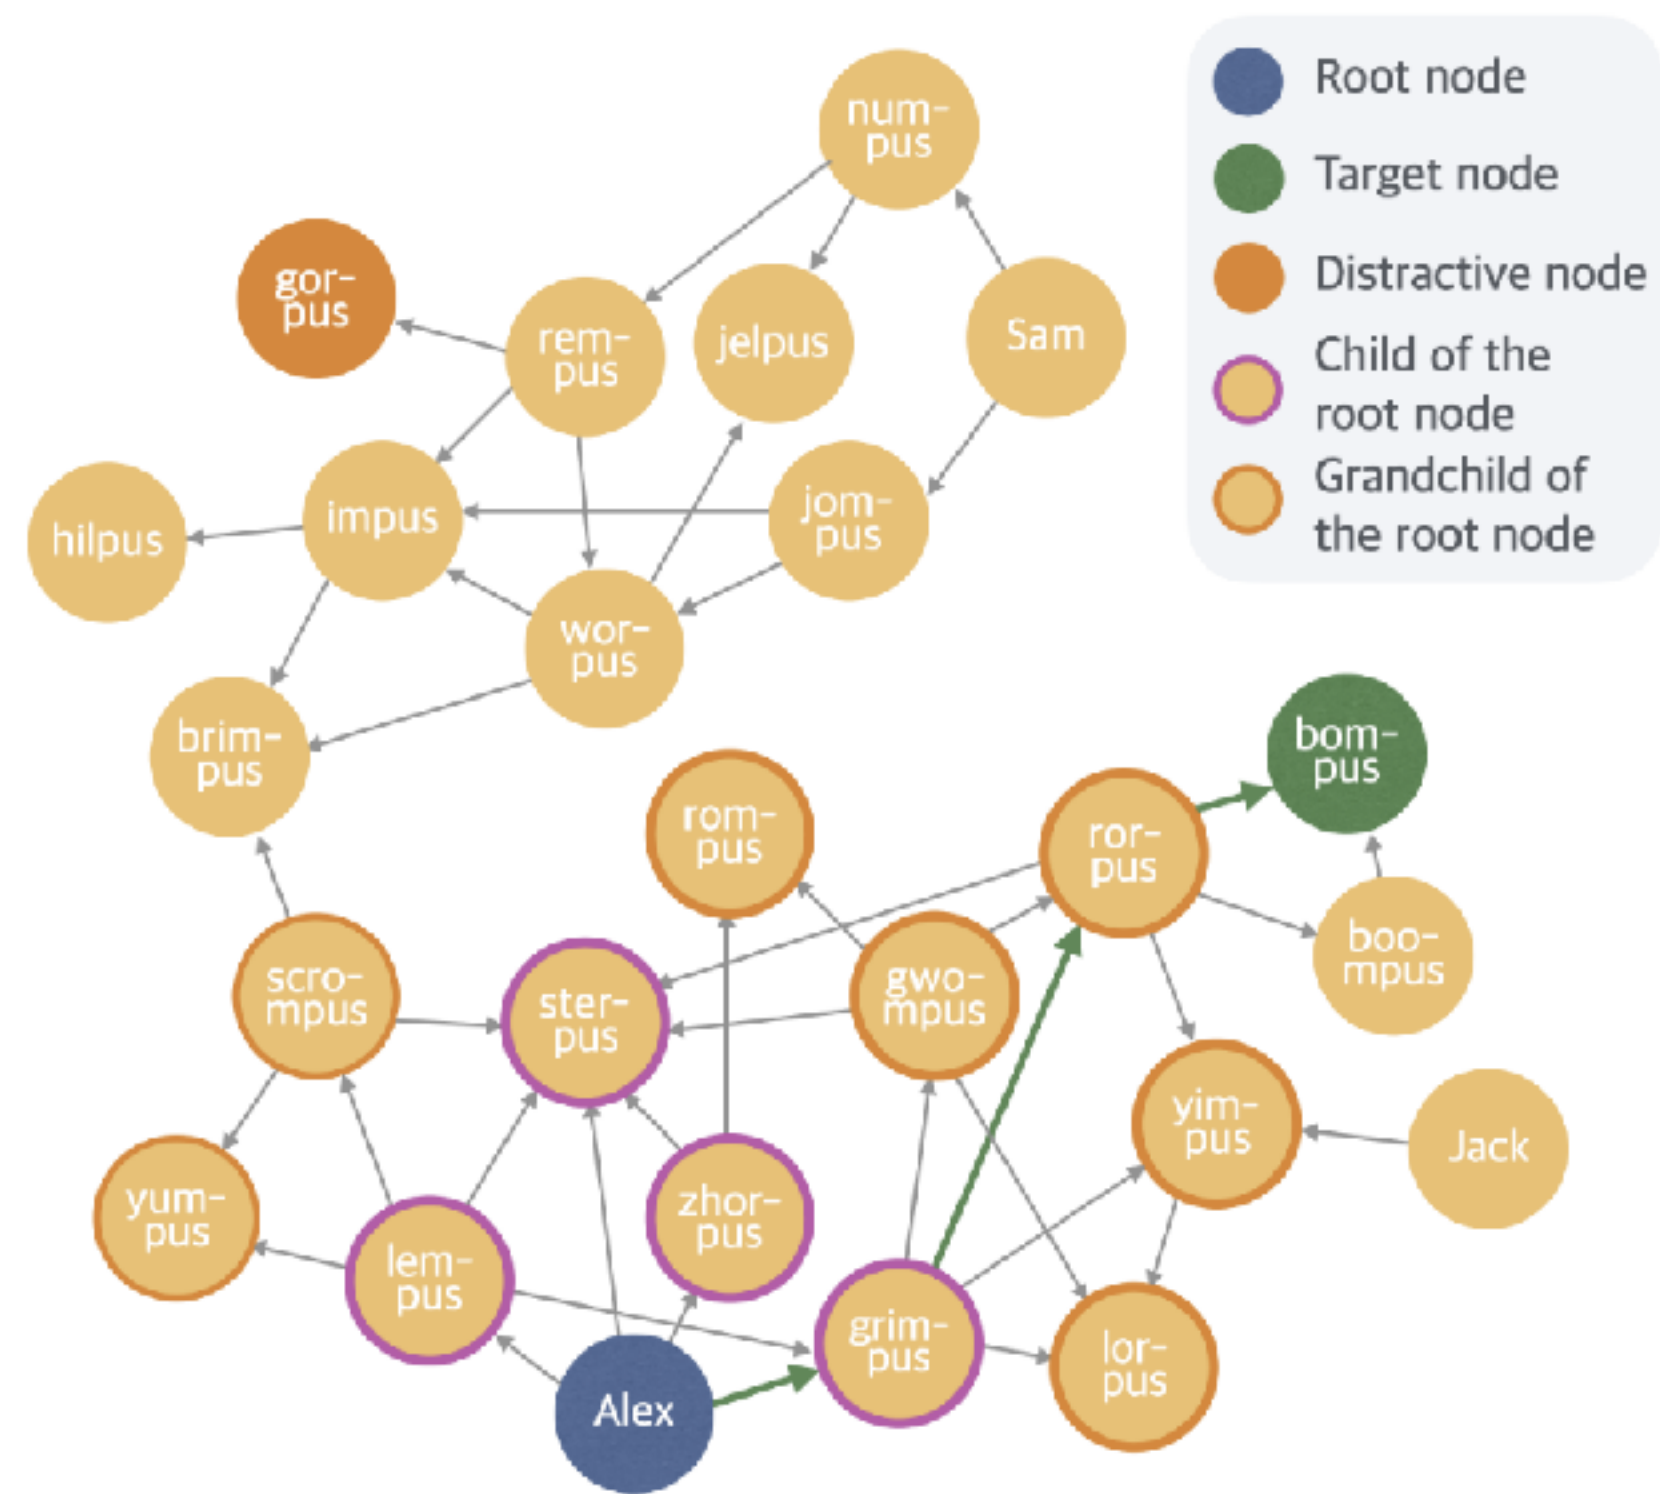 num-
pus
Root node
Target node
gor-
pus
Distractive node
rem-
pus
jelpus
Sam
Child of the
root node
Grandchild of
the root node
hilpus
impus
jom-
pus
wor-
pus
brim-
pus
bom-
pus
rom-
pus
ror-
pus
boo-
mpus
scro-
mpus
ster-
pus
gwo-
mpus
yim-
pus
Jack
yum-
pus
zhor-
pus
lem-
pus
grim-
pus
lor-
pus
Alex